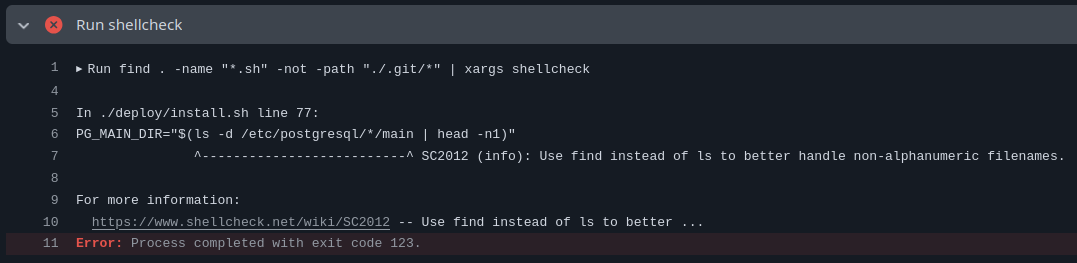 Run shellcheck
1 ▸ Run find . -name "*.sh" -not -path "./.git/*" | xargs shellcheck
4
5 In ./deploy/install.sh line 77:
6 PG_MAIN_DIR="$(ls -d /etc/postgresql/*/main | head -n1)"
7 ^--------------------------^ SC2012 (info): Use find instead of ls to better handle non-alphanumeric filenames.
8
9 For more information:
10 https://www.shellcheck.net/wiki/SC2012 -- Use find instead of ls to better ...
11 Error: Process completed with exit code 123.